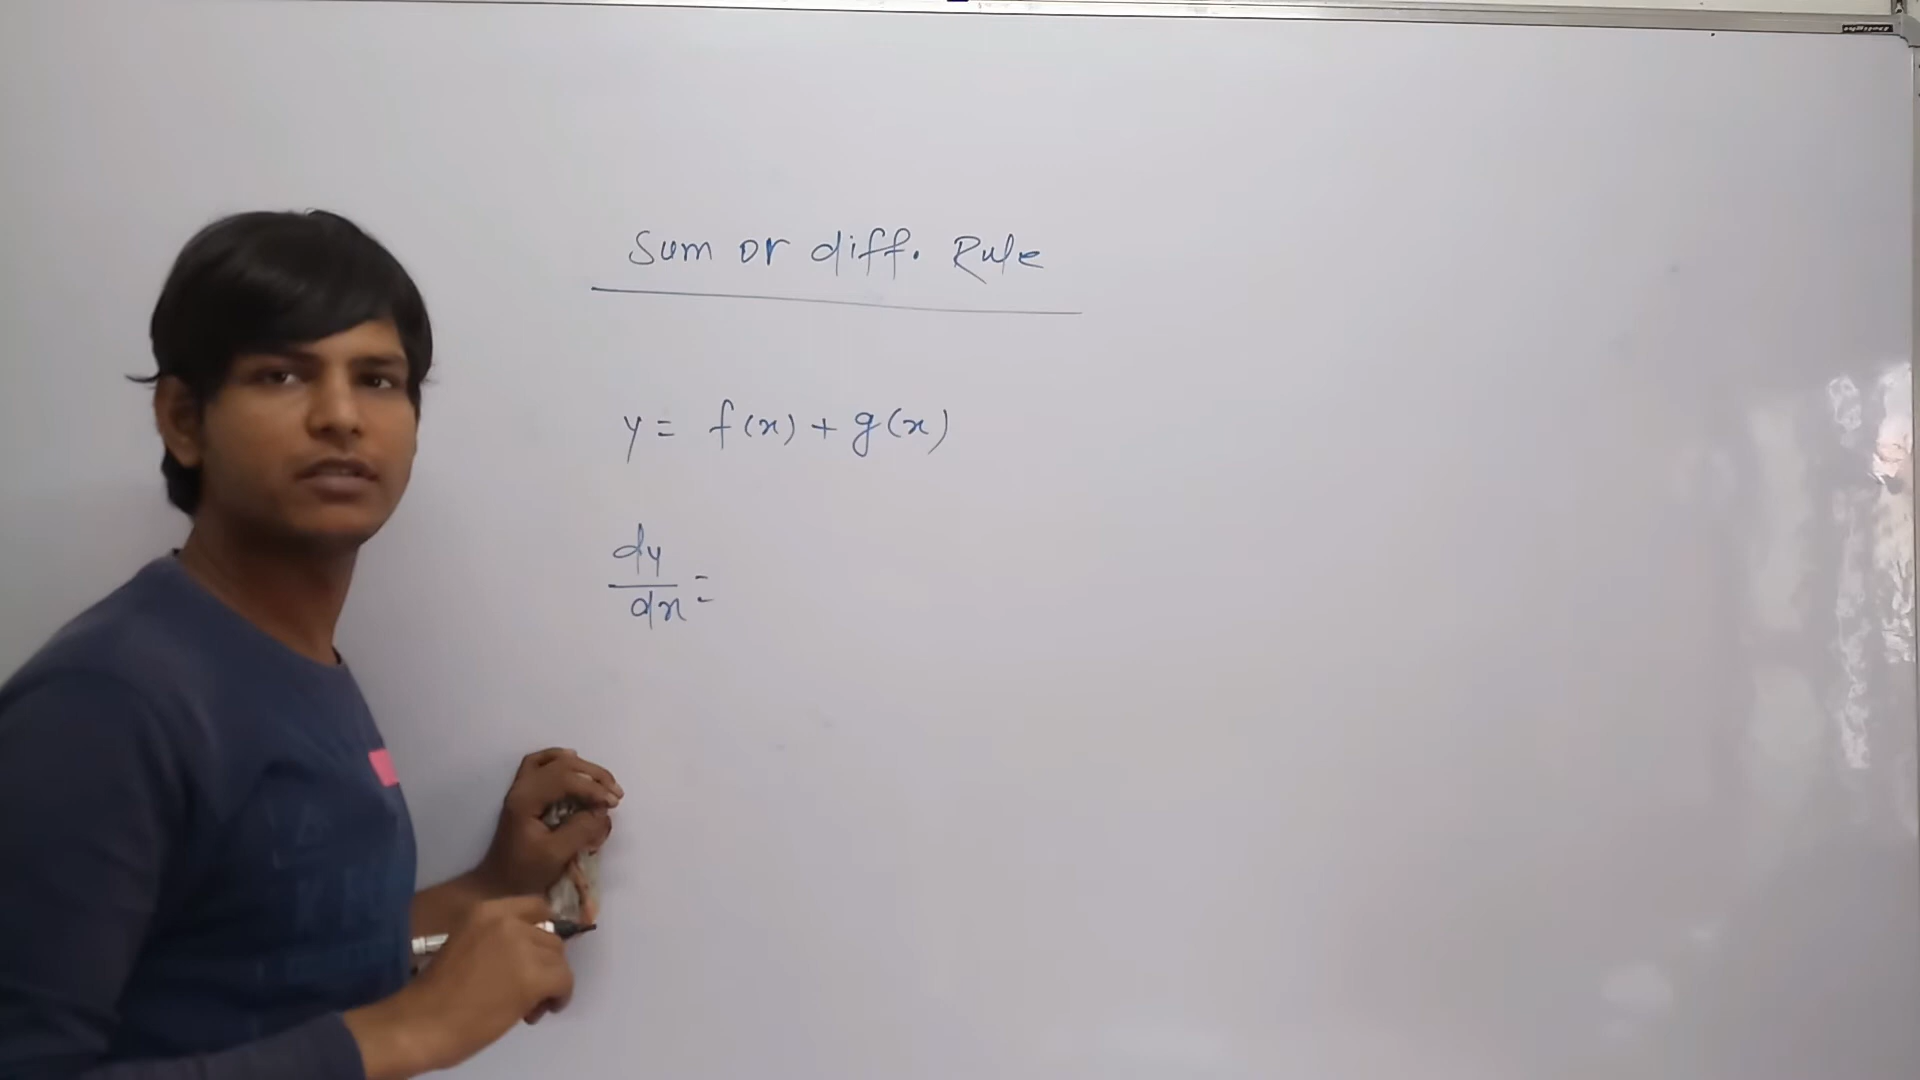 Sum or diff. Rule
y = f(x) + g(x)
dy
dx =